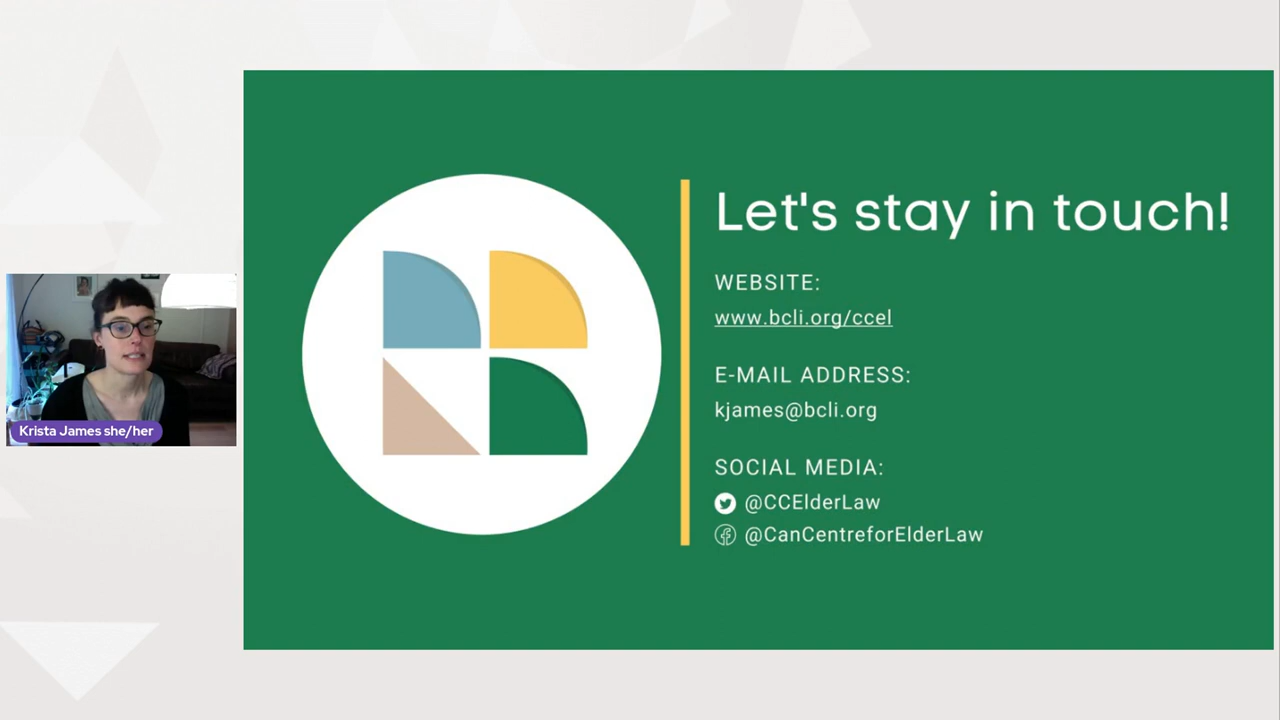 Let's stay in touch!
WEBSITE:
www.bcli.org/ccel
E-MAIL ADDRESS:
kjames@bcli.org
SOCIAL MEDIA:
@CCElderLaw
@CanCentreforElderLaw
Krista James she/her